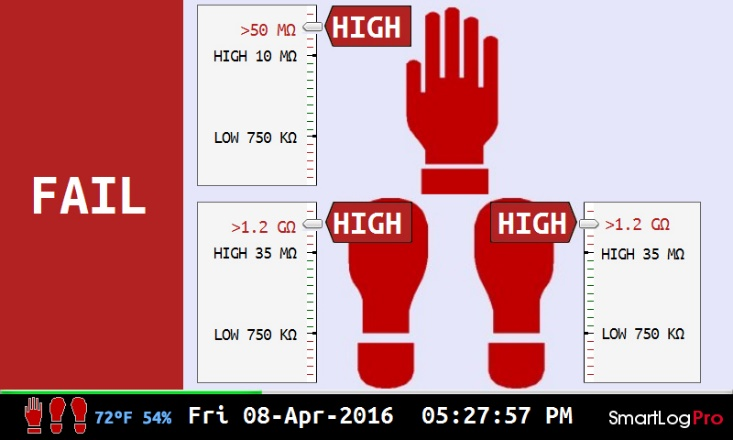 FAIL
>50 MΩ
HIGH
HIGH 10 MΩ
LOW 750 KΩ
>1.2 GΩ
HIGH
HIGH 35 MΩ
LOW 750 KΩ
HIGH
>1.2 GΩ
HIGH 35 MΩ
LOW 750 KΩ
72°F 54% Fri 08-Apr-2016 05:27:57 PM SmartLogPro